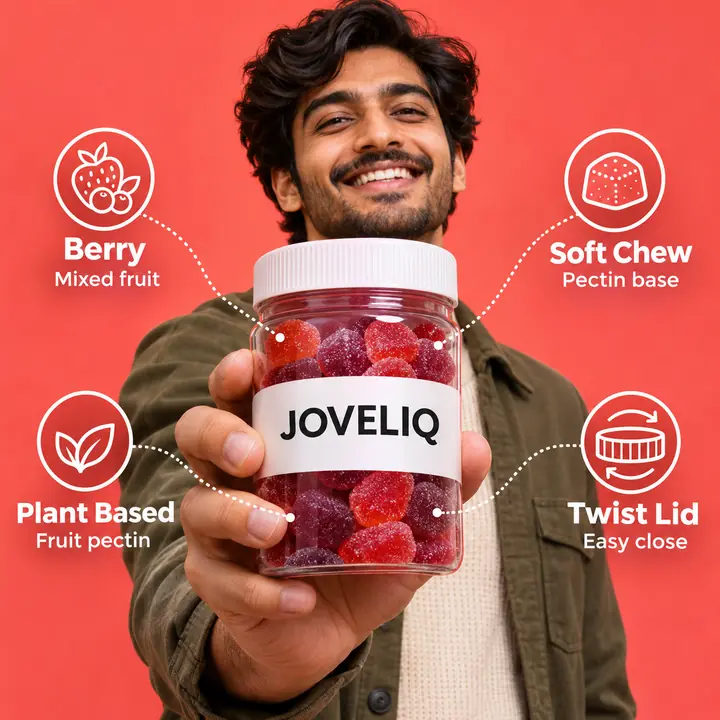 Berry
Mixed fruit
Soft Chew
Pectin base
JOVELIQ
Plant Based
Fruit pectin
Twist Lid
Easy close